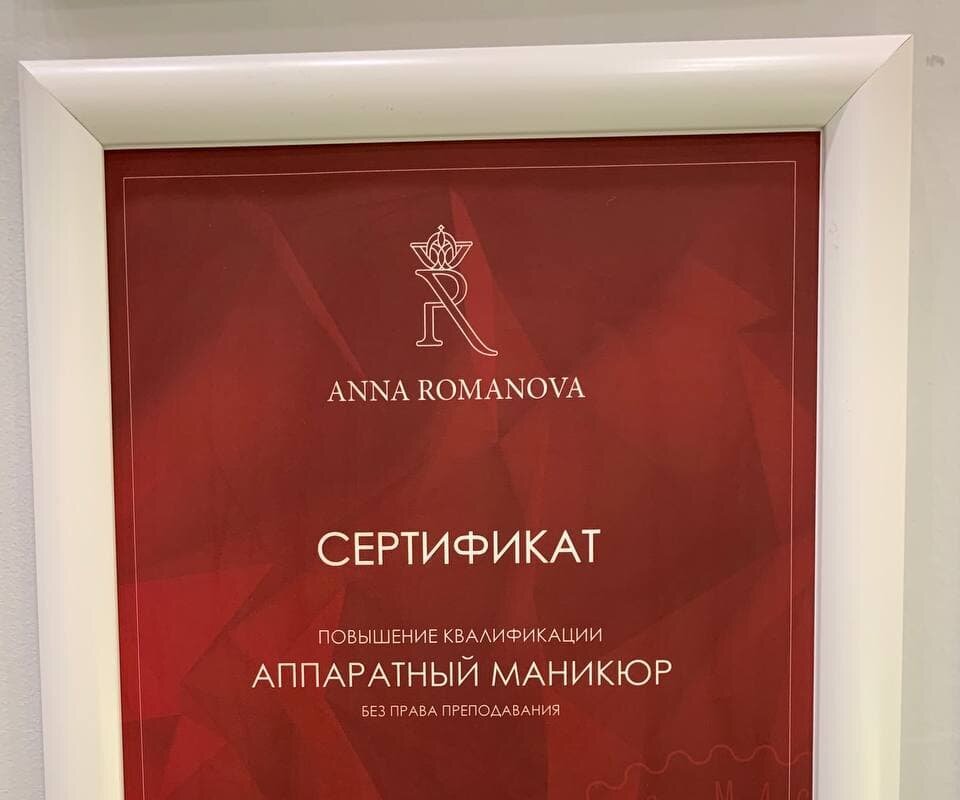 ANNA ROMANOVA
СЕРТИФИКАТ
ПОВЫШЕНИЕ КВАЛИФИКАЦИИ
АППАРАТНЫЙ МАНИКЮР
БЕЗ ПРАВА ПРЕПОДАВАНИЯ